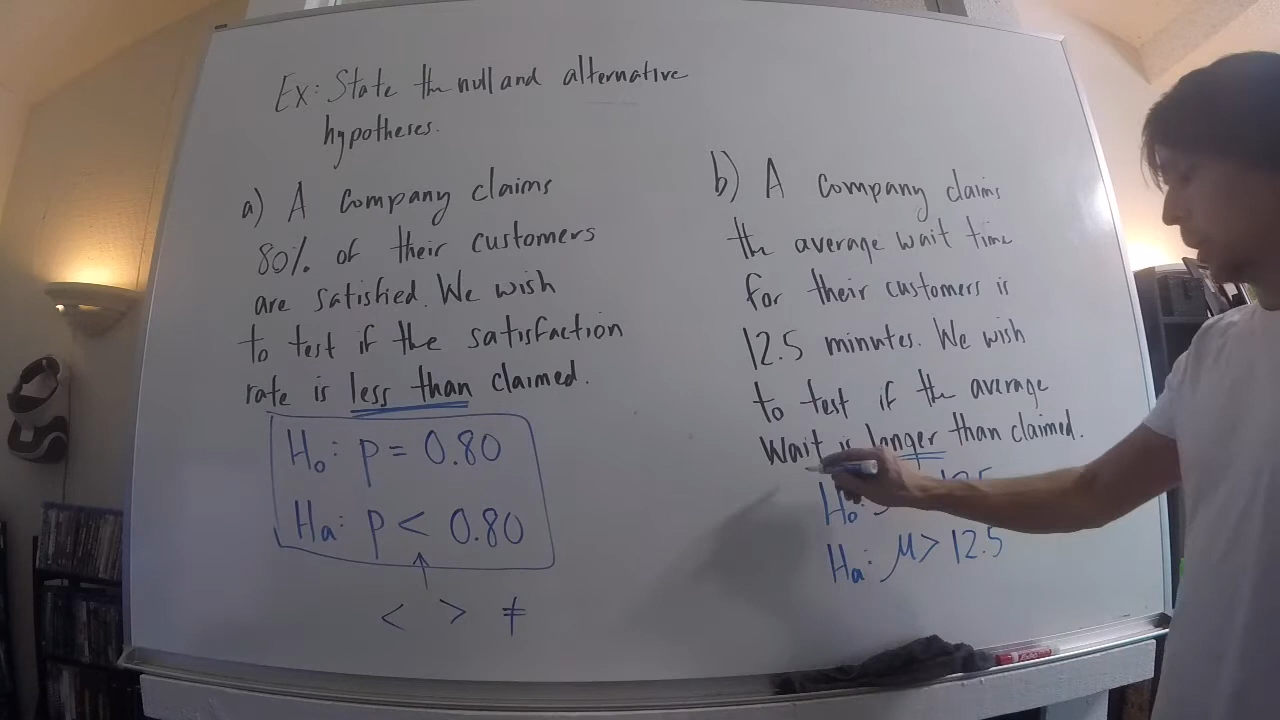 Ex: State the null and alternative
hypotheses.
a) A company claims
80% of their customers
are satisfied. We wish
to test if the satisfaction
rate is less than claimed.
H₀: p = 0.80
Ha: p < 0.80
< > ≠
b) A company claims
the average wait time
for their customers is
12.5 minutes. We wish
to test if the average
wait is longer than claimed.
H₀:
Ha: μ > 12.5